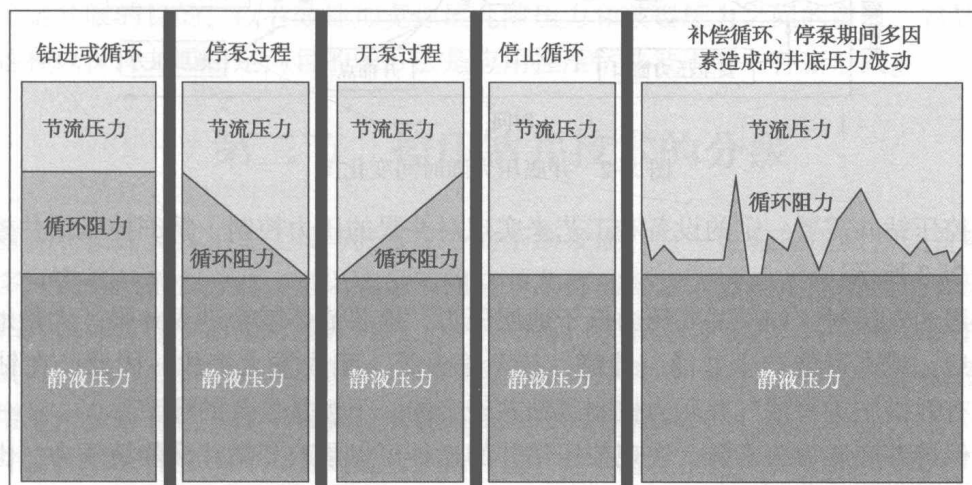 钻进或循环
停泵过程
开泵过程
停止循环
补偿循环、停泵期间多因
素造成的井底压力波动
节流压力
节流压力
节流压力
节流压力
节流压力
循环阻力
循环阻力
循环阻力
循环阻力
静液压力
静液压力
静液压力
静液压力
静液压力